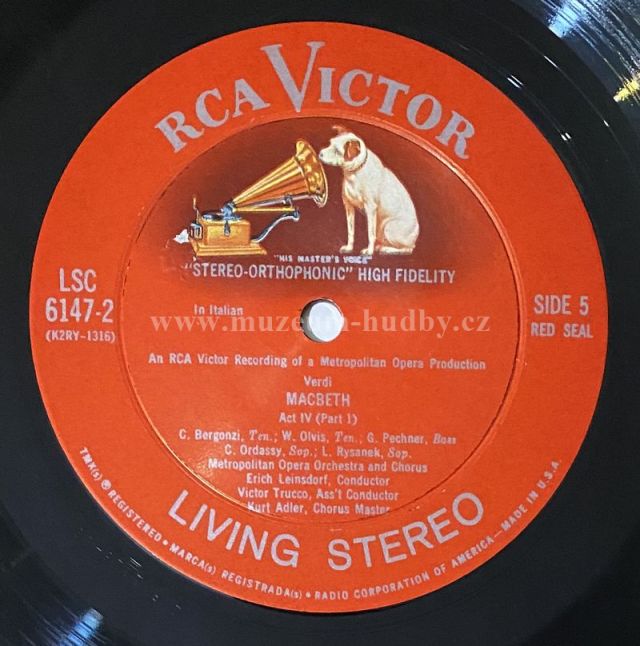 RCA VICTOR
"HIS MASTER'S VOICE"
"STEREO-ORTHOPHONIC" HIGH FIDELITY
LSC
6147-2
(K2RY-1316)
In Italian
SIDE 5
RED SEAL
www.muzeum-hudby.cz
An RCA Victor Recording of a Metropolitan Opera Production
Verdi
MACBETH
Act IV (Part 1)
C. Bergonzi, Ten.; W. Olvis, Ten.; G. Pechner, Bass
C. Ordassy, Sop.; L. Rysanek, Sop.
Metropolitan Opera Orchestra and Chorus
Erich Leinsdorf, Conductor
Victor Trucco, Ass't Conductor
Kurt Adler, Chorus Master
LIVING STEREO
TMK(s) ® REGISTERED • MARCA(s) REGISTRADA(s) • RADIO CORPORATION OF AMERICA—MADE IN U.S.A.